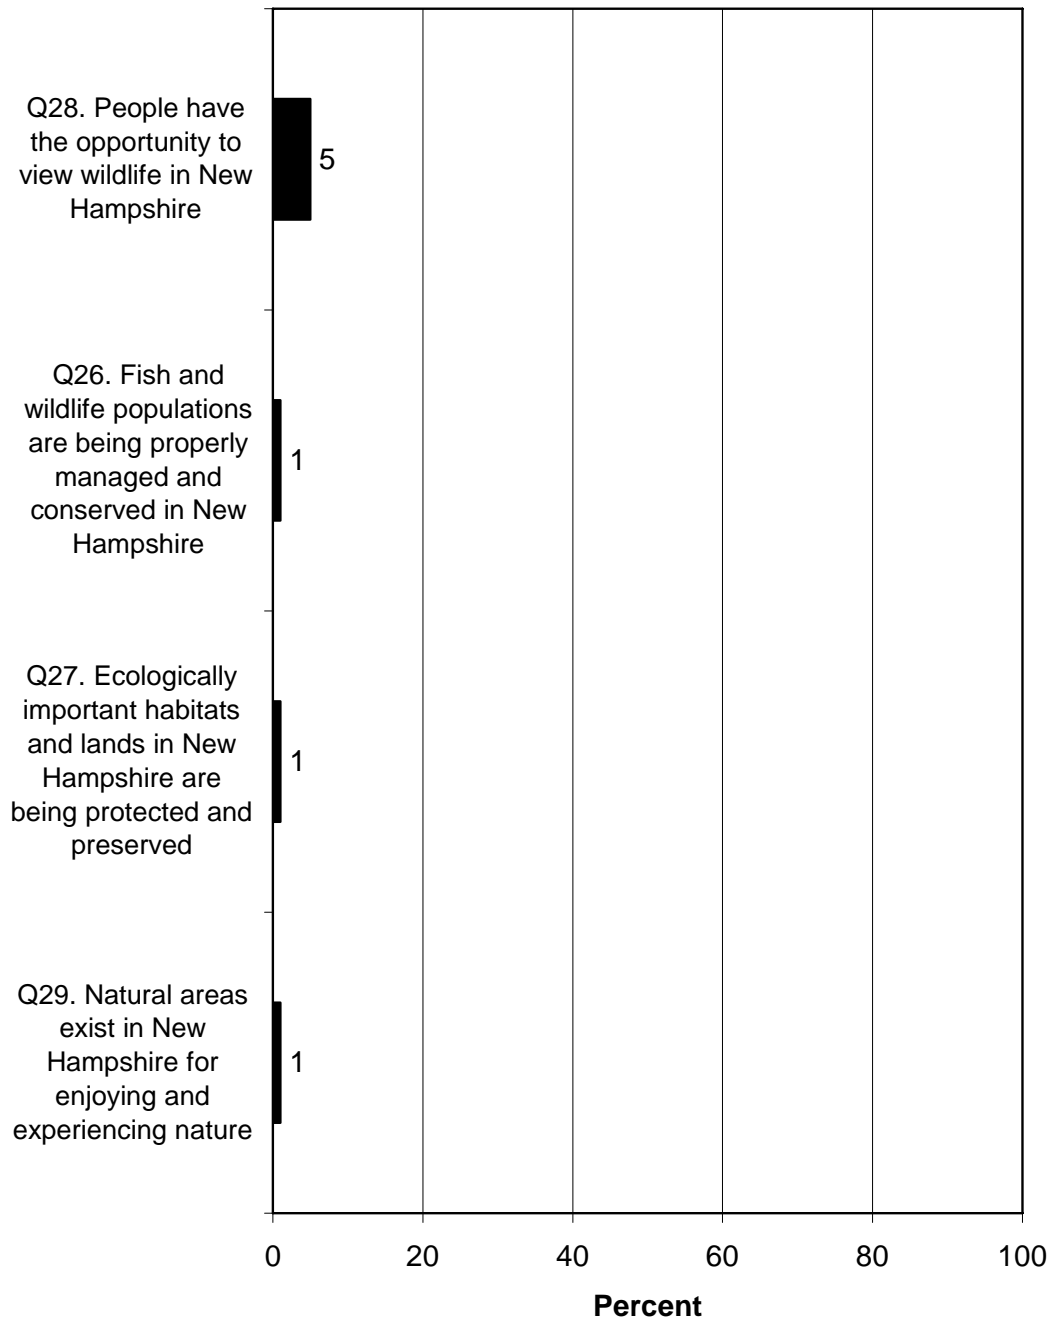 Q28. People have
the opportunity to
view wildlife in New
Hampshire
5
Q26. Fish and
wildlife populations
are being properly
managed and
conserved in New
Hampshire
1
Q27. Ecologically
important habitats
and lands in New
Hampshire are
being protected and
preserved
1
Q29. Natural areas
exist in New
Hampshire for
enjoying and
experiencing nature
1
0 20 40 60 80 100
Percent